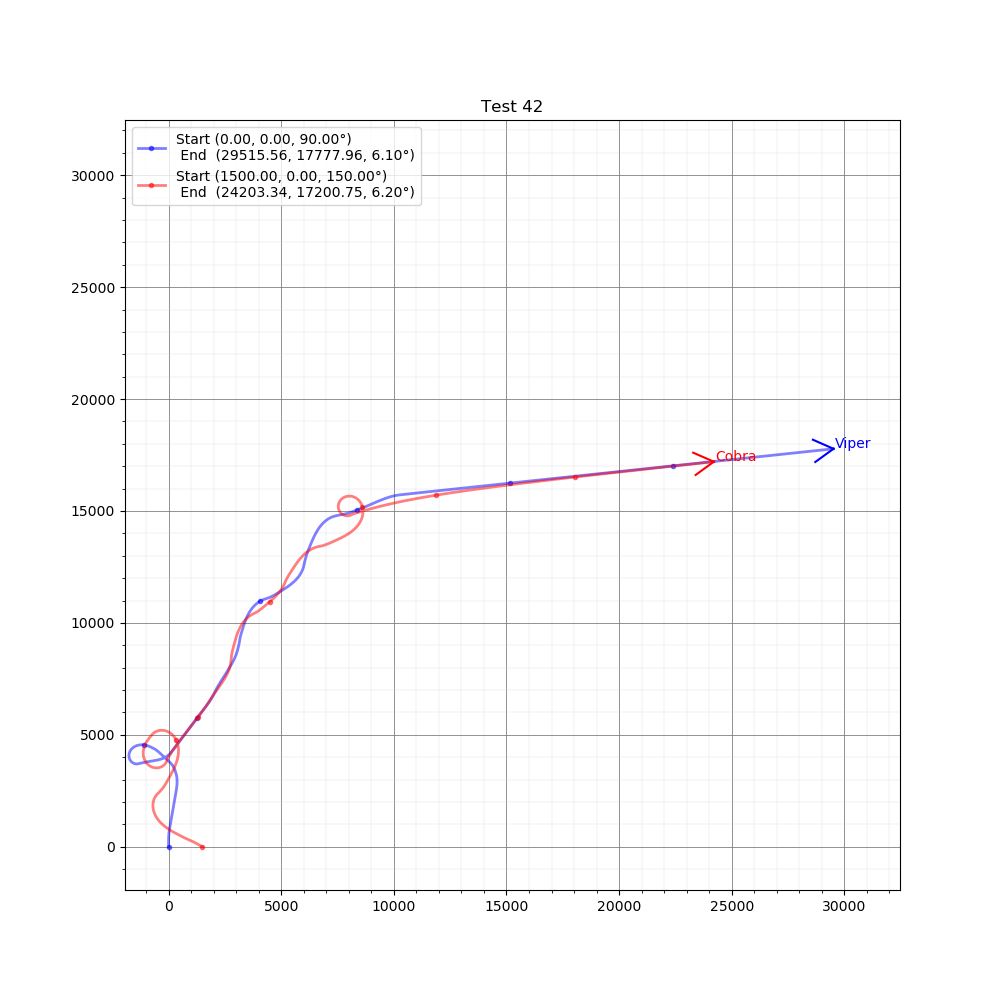 Test 42
Start (0.00, 0.00, 90.00°)
End  (29515.56, 17777.96, 6.10°)
Start (1500.00, 0.00, 150.00°)
End  (24203.34, 17200.75, 6.20°)
30000
25000
20000
15000
10000
5000
0
Viper
Cobra
0 5000 10000 15000 20000 25000 30000